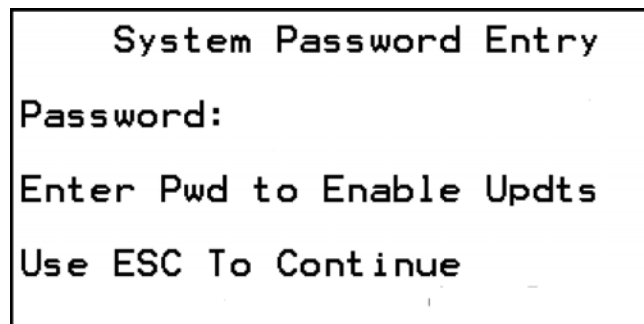 System Password Entry
Password:
Enter Pwd to Enable Updts
Use ESC To Continue